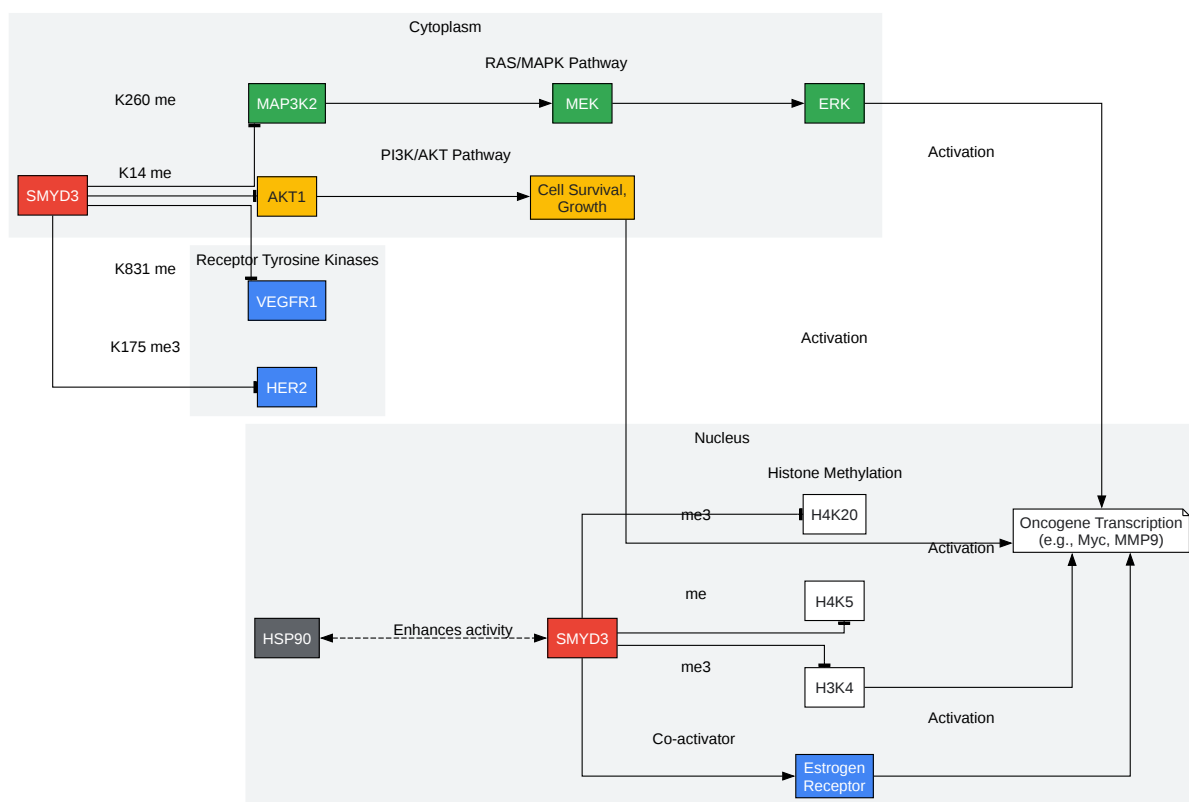 Cytoplasm
RAS/MAPK Pathway
K260 me
MAP3K2
MEK
ERK
Activation
PI3K/AKT Pathway
K14 me
SMYD3
AKT1
Cell Survival,
Growth
Receptor Tyrosine Kinases
K831 me
VEGFR1
Activation
K175 me3
HER2
Nucleus
Histone Methylation
me3
H4K20
Oncogene Transcription
(e.g., Myc, MMP9)
Activation
me
H4K5
HSP90
Enhances activity
SMYD3
me3
H3K4
Activation
Co-activator
Estrogen
Receptor